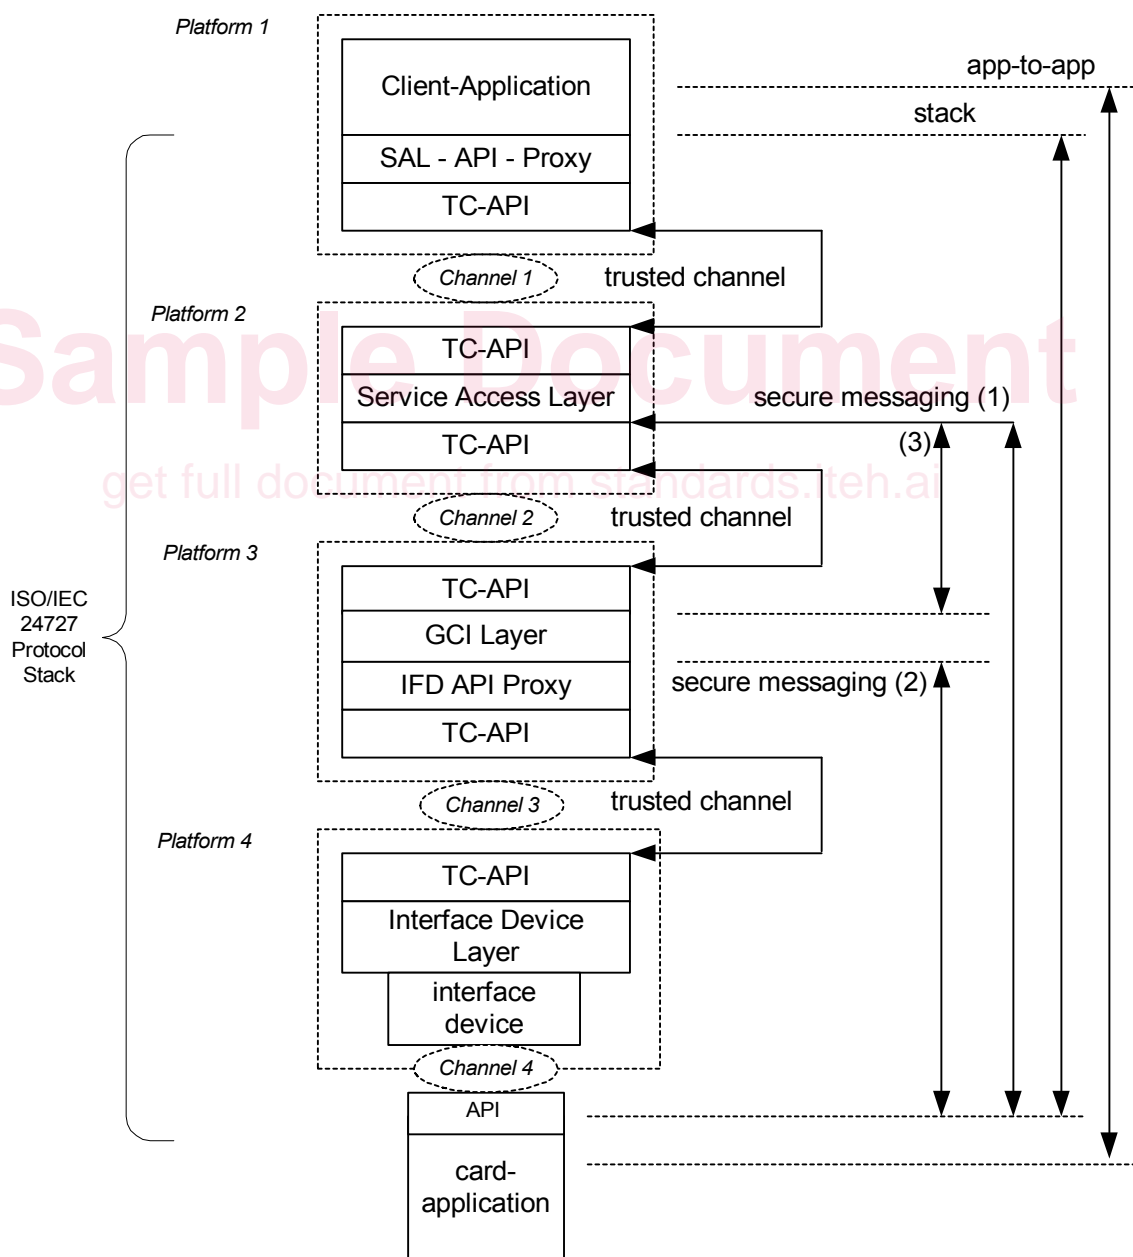 Platform 1
Client-Application
app-to-app
stack
SAL - API - Proxy
TC-API
Channel 1
trusted channel
Platform 2
Sample Document
TC-API
Service Access Layer
secure messaging (1)
TC-API
(3)
get full document from standards.iteh.ai
Channel 2
trusted channel
Platform 3
TC-API
ISO/IEC
24727
Protocol
Stack
GCI Layer
IFD API Proxy
secure messaging (2)
TC-API
Channel 3
trusted channel
Platform 4
TC-API
Interface Device
Layer
interface
device
Channel 4
API
card-
application